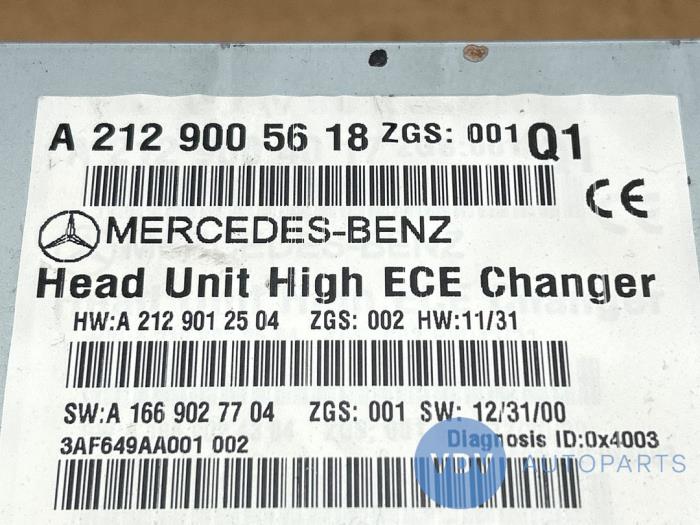 A 212 900 56 18 ZGS: 001 Q1
CE
MERCEDES-BENZ
Head Unit High ECE Changer
HW:A 212 901 25 04 ZGS: 002 HW:11/31
SW:A 166 902 77 04 ZGS: 001 SW: 12/31/00
3AF649AA001 002 Diagnosis ID:0x4003
VDV AUTOPARTS